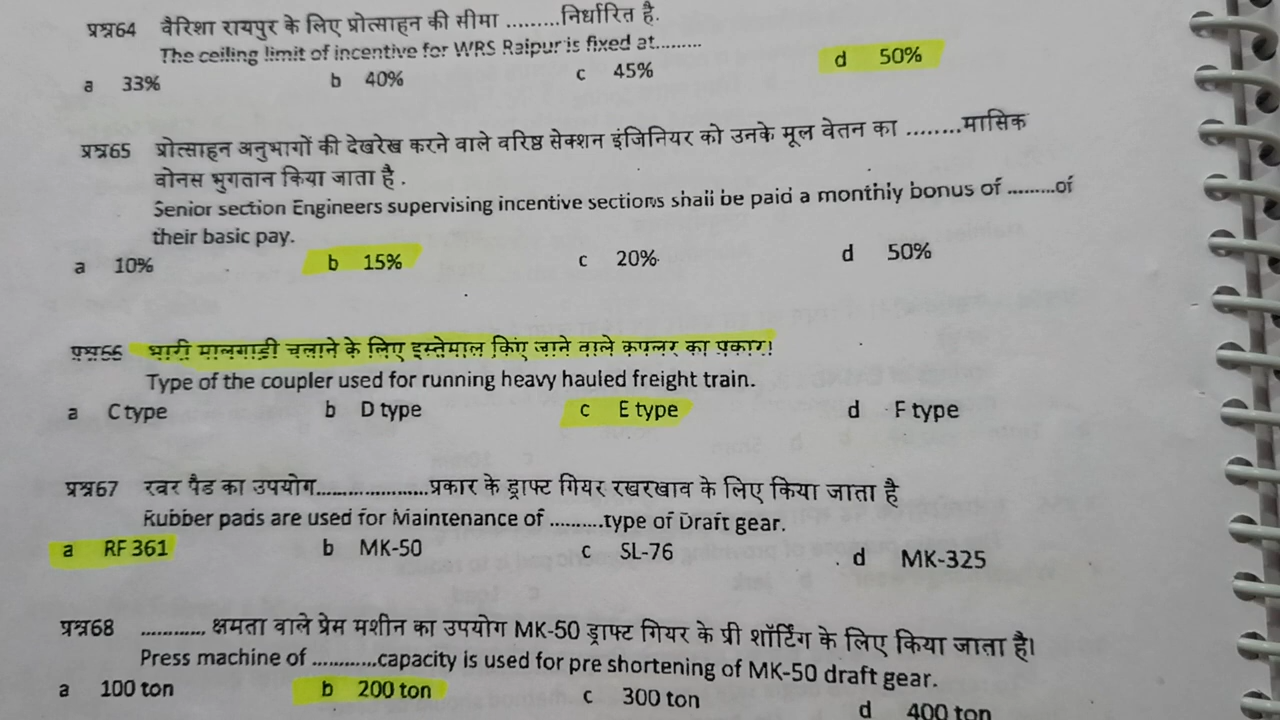 प्रश्न64 वैरिशा रायपुर के लिए प्रोत्साहन की सीमा .........निर्धारित है.
The ceiling limit of incentive for WRS Raipur is fixed at.........
a 33% b 40% c 45% d 50%
प्रश्न65 प्रोत्साहन अनुभागों की देखरेख करने वाले वरिष्ठ सेक्शन इंजिनियर को उनके मूल वेतन का ........मासिक
वोनस भुगतान किया जाता है .
Senior section Engineers supervising incentive sections shall be paid a monthly bonus of .........of
their basic pay.
a 10% b 15% c 20% d 50%
प्रश्न66 भारी मालगाड़ी चलाने के लिए इस्तेमाल किए जाने वाले कपलर का प्रकार।
Type of the coupler used for running heavy hauled freight train.
a C type b D type c E type d F type
प्रश्न67 रवर पैड का उपयोग.....................प्रकार के ड्राफ्ट गियर रखरखाव के लिए किया जाता है
Rubber pads are used for Maintenance of ..........type of Draft gear.
a RF 361 b MK-50 c SL-76 d MK-325
प्रश्न68 ............ क्षमता वाले प्रेस मशीन का उपयोग MK-50 ड्राफ्ट गियर के प्री शॉर्टिंग के लिए किया जाता है।
Press machine of ............capacity is used for pre shortening of MK-50 draft gear.
a 100 ton b 200 ton c 300 ton d 400 ton